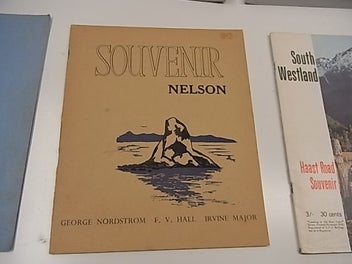 SOUVENIR
NELSON
GEORGE NORDSTROM F. V. HALL IRVINE MAJOR
South
Westland
Haast Road
Souvenir
3/- 30 cents